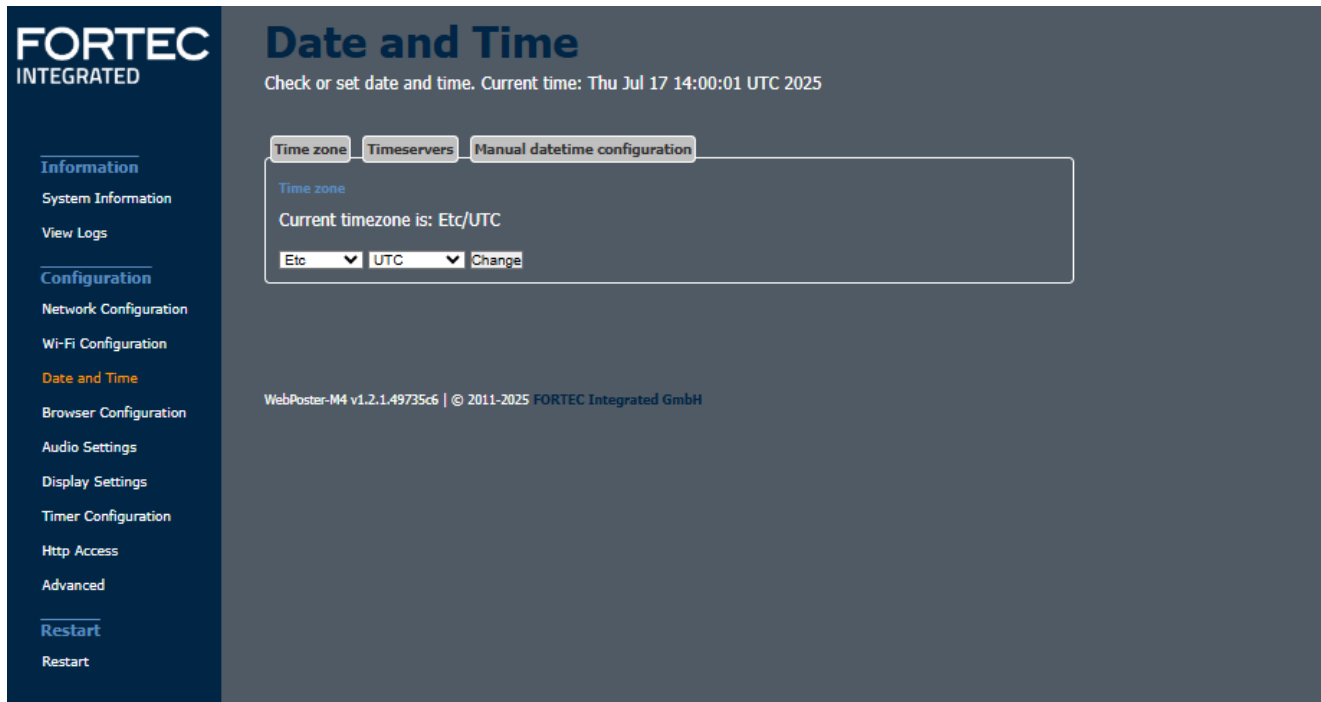 FORTEC
INTEGRATED
Information
System Information
View Logs
Configuration
Network Configuration
Wi-Fi Configuration
Date and Time
Browser Configuration
Audio Settings
Display Settings
Timer Configuration
Http Access
Advanced
Restart
Restart
Date and Time
Check or set date and time. Current time: Thu Jul 17 14:00:01 UTC 2025
Time zone Timeservers Manual datetime configuration
Time zone
Current timezone is: Etc/UTC
Etc UTC Change
WebPoster-M4 v1.2.1.49735c6 | © 2011-2025 FORTEC Integrated GmbH